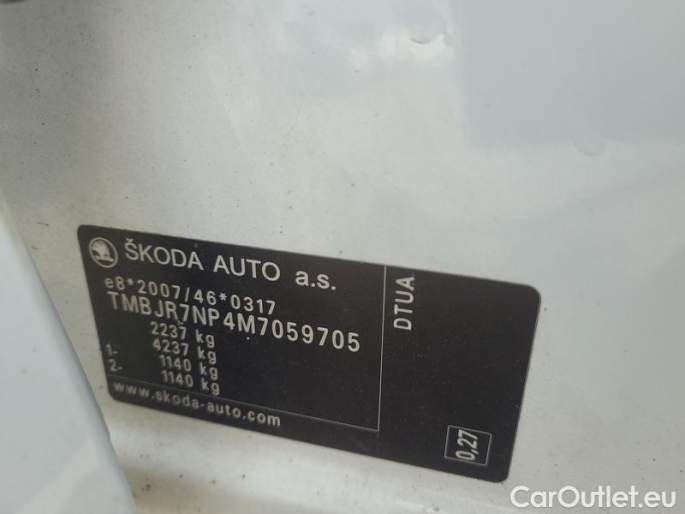 ŠKODA AUTO a.s.
e8*2007/46*0317
TMBJR7NP4M7059705
2237 kg
4237 kg
1- 1140 kg
2- 1140 kg
www.skoda-auto.com
DTUA
0,27
CarOutlet.eu